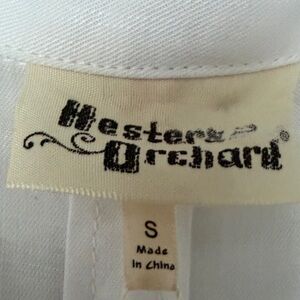 Hester &
Orchard
S
Made
in China